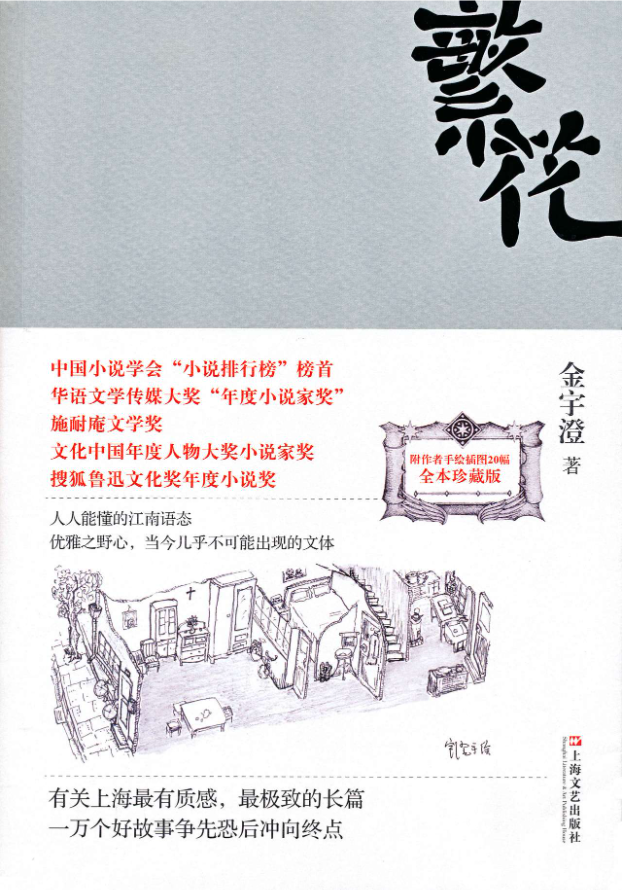 繁花
中国小说学会“小说排行榜”榜首
华语文学传媒大奖“年度小说家奖”
施耐庵文学奖
文化中国年度人物大奖小说家奖
搜狐鲁迅文化奖年度小说奖
金宇澄 著
附作者手绘插图20幅
全本珍藏版
人人能懂的江南语态
优雅之野心，当今几乎不可能出现的文体
上海文艺出版社
Shanghai Literature & Art Publishing House
有关上海最有质感，最极致的长篇
一万个好故事争先恐后冲向终点